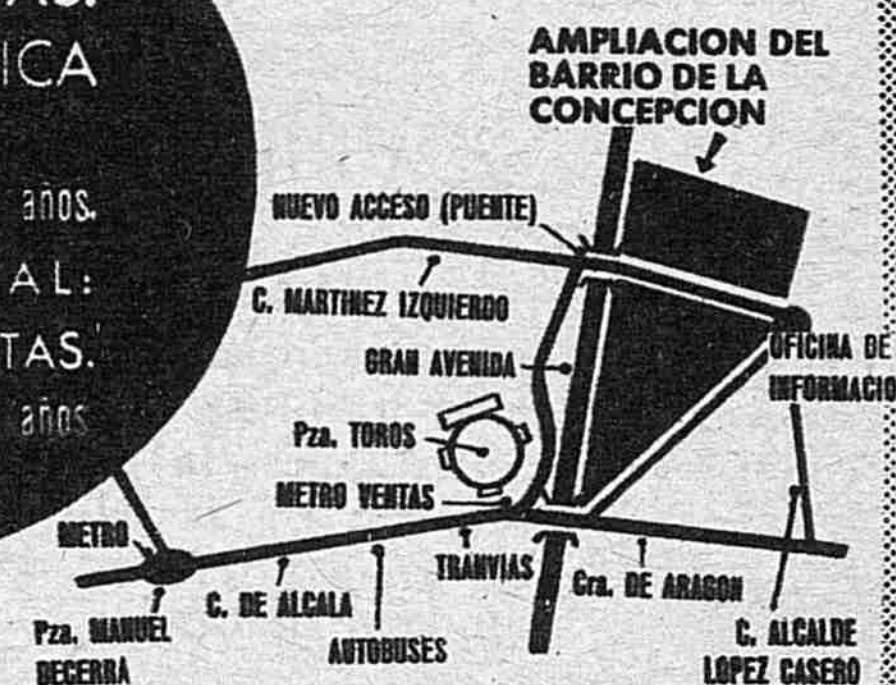 TAS.
ICA
años.
AL:
TAS.
años
AMPLIACION DEL
BARRIO DE LA
CONCEPCION
NUEVO ACCESO (PUENTE)
C. MARTINEZ IZQUIERDO
GRAN AVENIDA
OFICINA DE
INFORMACIO
Pza. TOROS
METRO VENTAS
METRO
TRANVIAS
Cra. DE ARAGON
C. DE ALCALA
AUTOBUSES
Pza. MANUEL
BECERRA
C. ALCALDE
LOPEZ CASERO